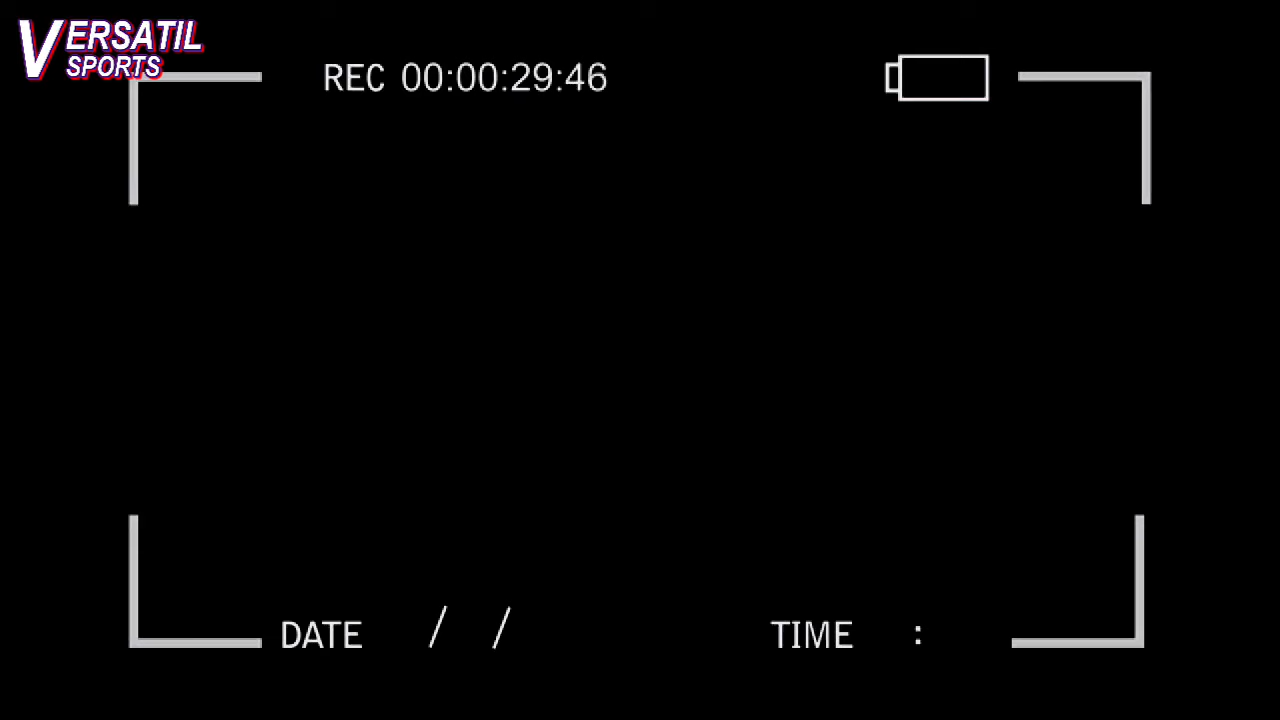 VERSATIL
SPORTS
REC 00:00:29:46
DATE / /
TIME :